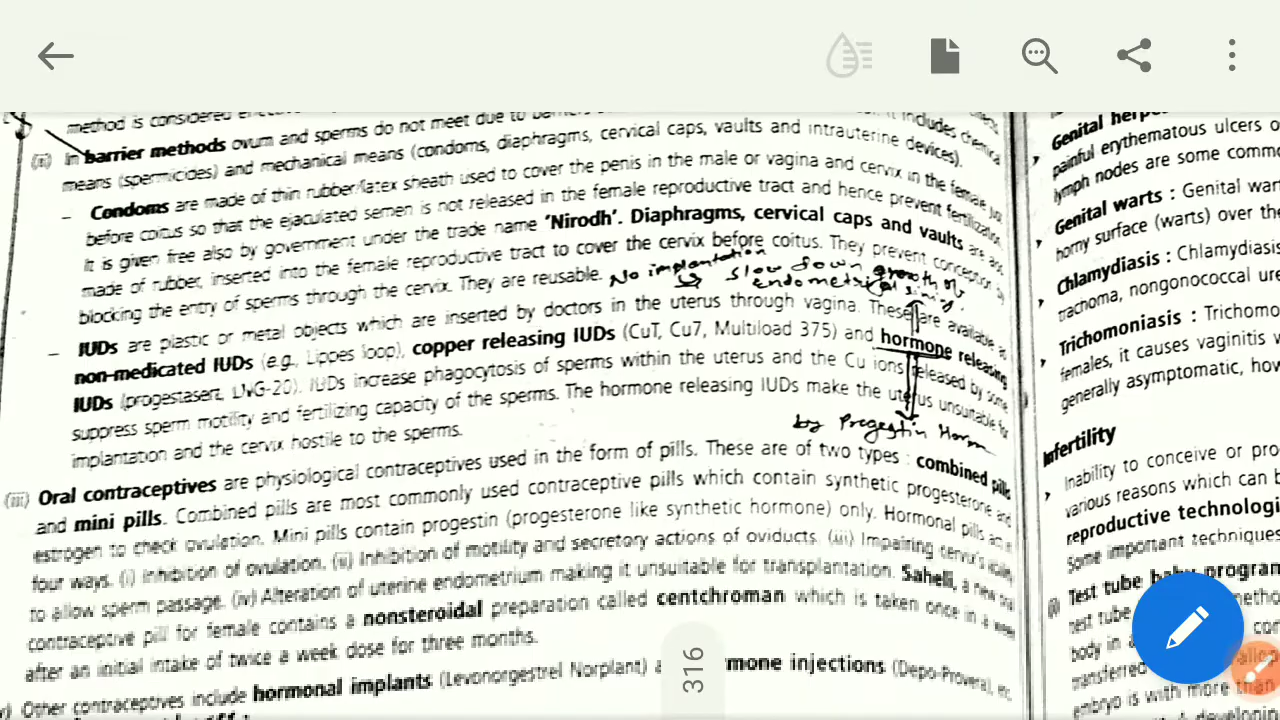 method is considered
includes chemical
(ii) In barrier methods ovum and sperms do not meet due to barriers
means (spermicides) and mechanical means (condoms, diaphragms, cervical caps, vaults and intrauterine devices).
– Condoms are made of thin rubber/latex sheath used to cover the penis in the male or vagina and cervix in the female just
before coitus so that the ejaculated semen is not released in the female reproductive tract and hence prevent fertilization.
It is given free also by government under the trade name 'Nirodh'. Diaphragms, cervical caps and vaults are also
made of rubber, inserted into the female reproductive tract to cover the cervix before coitus. They prevent conception by
blocking the entry of sperms through the cervix. They are reusable.
No implantation
slow down growth of
endometrical lining.
– IUDs are plastic or metal objects which are inserted by doctors in the uterus through vagina. These are available as
non-medicated IUDs (e.g., Lippes loop), copper releasing IUDs (CuT, Cu7, Multiload 375) and hormone releasing
IUDs (progestasert, LNG-20). IUDs increase phagocytosis of sperms within the uterus and the Cu ions released by some
suppress sperm motility and fertilizing capacity of the sperms. The hormone releasing IUDs make the uterus unsuitable for
implantation and the cervix hostile to the sperms.
by Progestin Horm
(iii) Oral contraceptives are physiological contraceptives used in the form of pills. These are of two types : combined pills
and mini pills. Combined pills are most commonly used contraceptive pills which contain synthetic progesterone and
estrogen to check ovulation. Mini pills contain progestin (progesterone like synthetic hormone) only. Hormonal pills act in
four ways. (i) Inhibition of ovulation. (ii) Inhibition of motility and secretory actions of oviducts. (iii) Impairing cervix's ability
to allow sperm passage. (iv) Alteration of uterine endometrium making it unsuitable for transplantation. Saheli, a new oral
contraceptive pill for female contains a nonsteroidal preparation called centchroman which is taken once in a week
after an initial intake of twice a week dose for three months.
Other contraceptives include hormonal implants (Levonorgestrel Norplant) a mone injections (Depo-Provera), etc.
316
Genital herpes
painful erythematous ulcers o
lymph nodes are some commo
Genital warts : Genital wart
horny surface (warts) over the
Chlamydiasis : Chlamydiasis
trachoma, nongonococcal ure
Trichomoniasis : Trichomo
females, it causes vaginitis w
generally asymptomatic, how
Infertility
Inability to conceive or pro
various reasons which can b
reproductive technologi
Some important techniques
(i) Test tube baby program
test tube metho
body in a con
transferred
embryo is with more than
developin